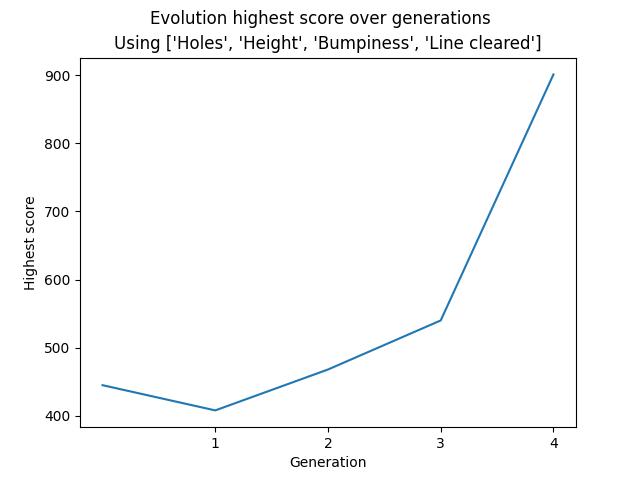 Evolution highest score over generations
Using ['Holes', 'Height', 'Bumpiness', 'Line cleared']
900
800
700
600
500
400
Highest score
1 2 3 4
Generation